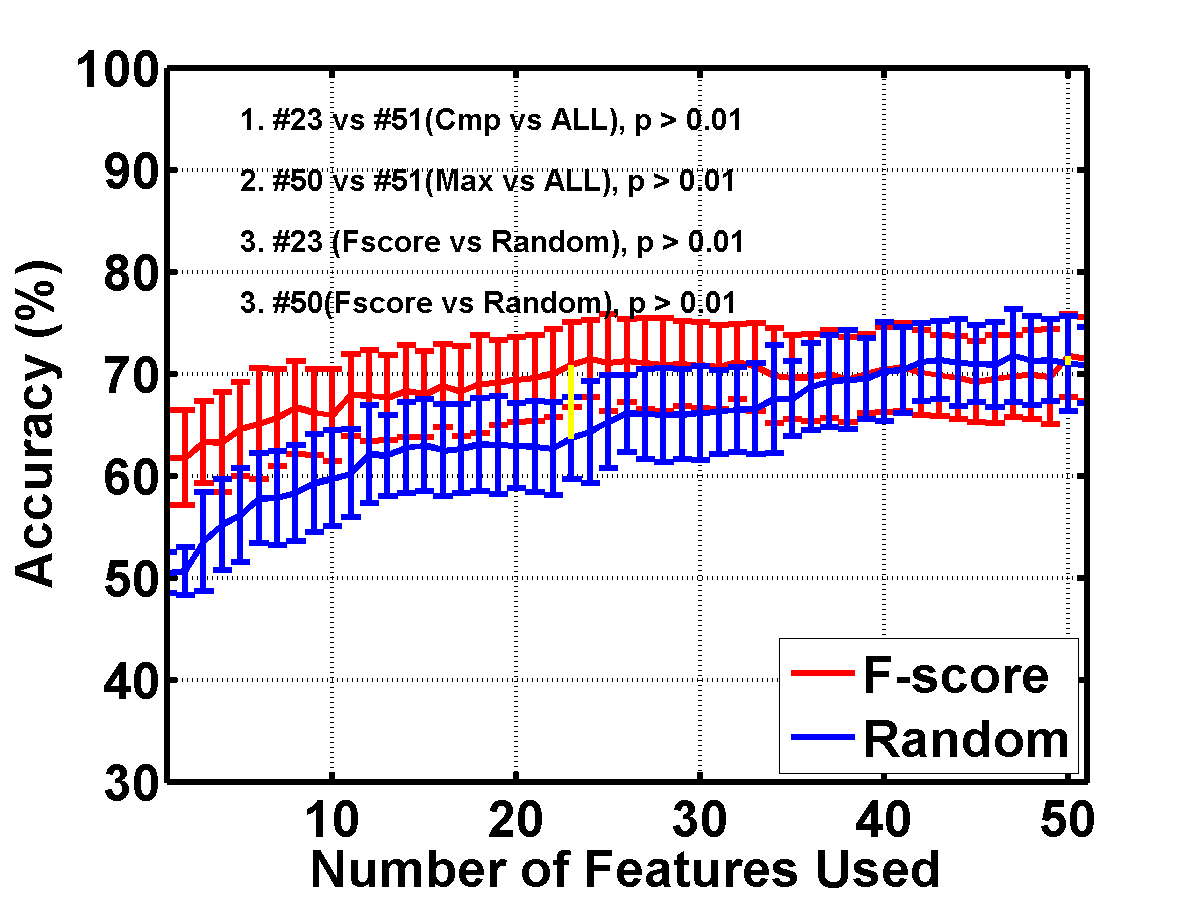 100
90
80
70
60
50
40
30
Accuracy (%)
1. #23 vs #51(Cmp vs ALL), p > 0.01
2. #50 vs #51(Max vs ALL), p > 0.01
3. #23 (Fscore vs Random), p > 0.01
3. #50(Fscore vs Random), p > 0.01
F-score
Random
10 20 30 40 50
Number of Features Used